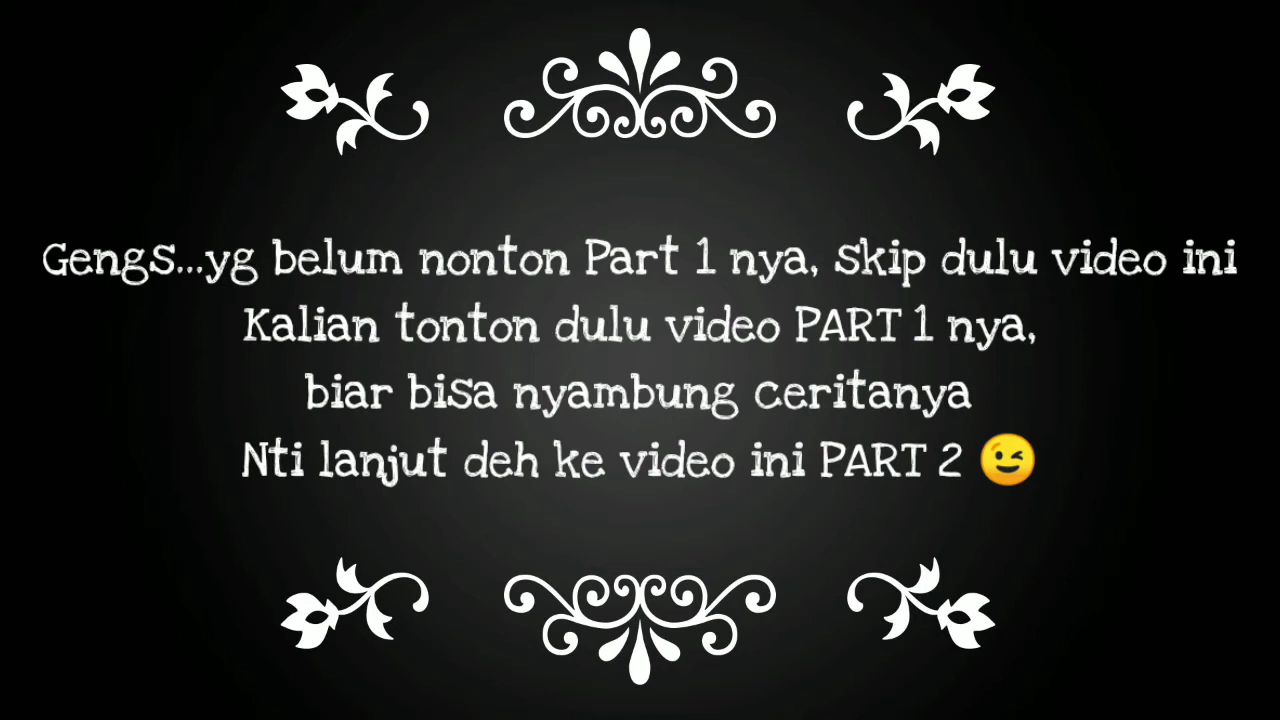 Gengs...yg belum nonton Part 1 nya, skip dulu video ini
Kalian tonton dulu video PART 1 nya,
biar bisa nyambung ceritanya
Nti lanjut deh ke video ini PART 2 😉